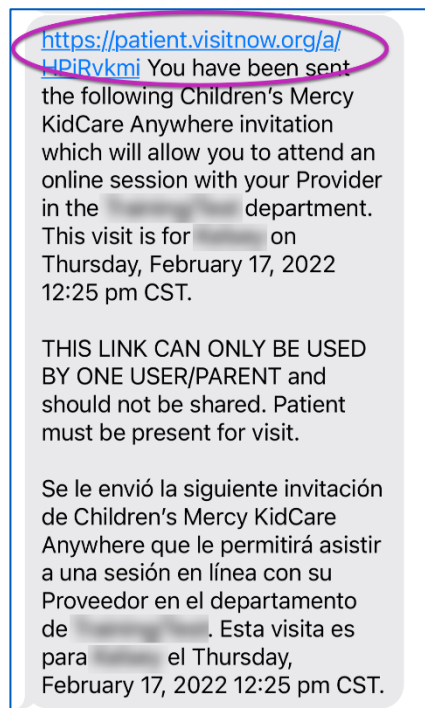 https://patient.visitnow.org/a/
HPiRvkmi You have been sent
the following Children's Mercy
KidCare Anywhere invitation
which will allow you to attend an
online session with your Provider
in the department.
This visit is for on
Thursday, February 17, 2022
12:25 pm CST.
THIS LINK CAN ONLY BE USED
BY ONE USER/PARENT and
should not be shared. Patient
must be present for visit.
Se le envió la siguiente invitación
de Children's Mercy KidCare
Anywhere que le permitirá asistir
a una sesión en línea con su
Proveedor en el departamento
de . Esta visita es
para el Thursday,
February 17, 2022 12:25 pm CST.